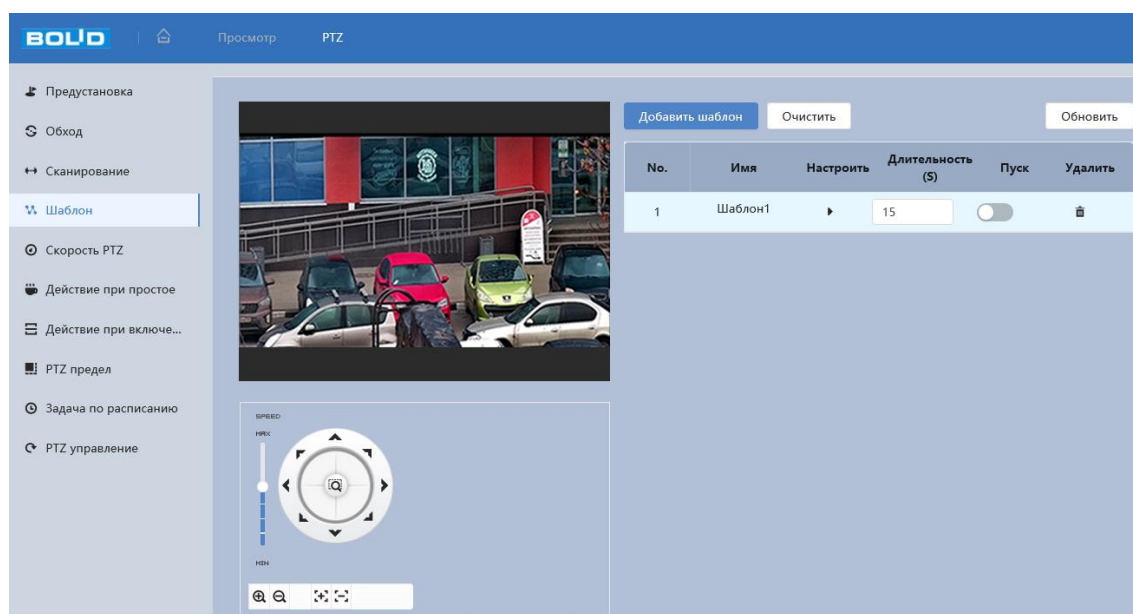 BOLID
Просмотр PTZ
Предустановка
Обход
Сканирование
Шаблон
Скорость PTZ
Действие при простое
Действие при включе...
PTZ предел
Задача по расписанию
PTZ управление
SPEED
MAX
MIN
Добавить шаблон Очистить Обновить
No. Имя Настроить Длительность (S) Пуск Удалить
1 Шаблон1 15